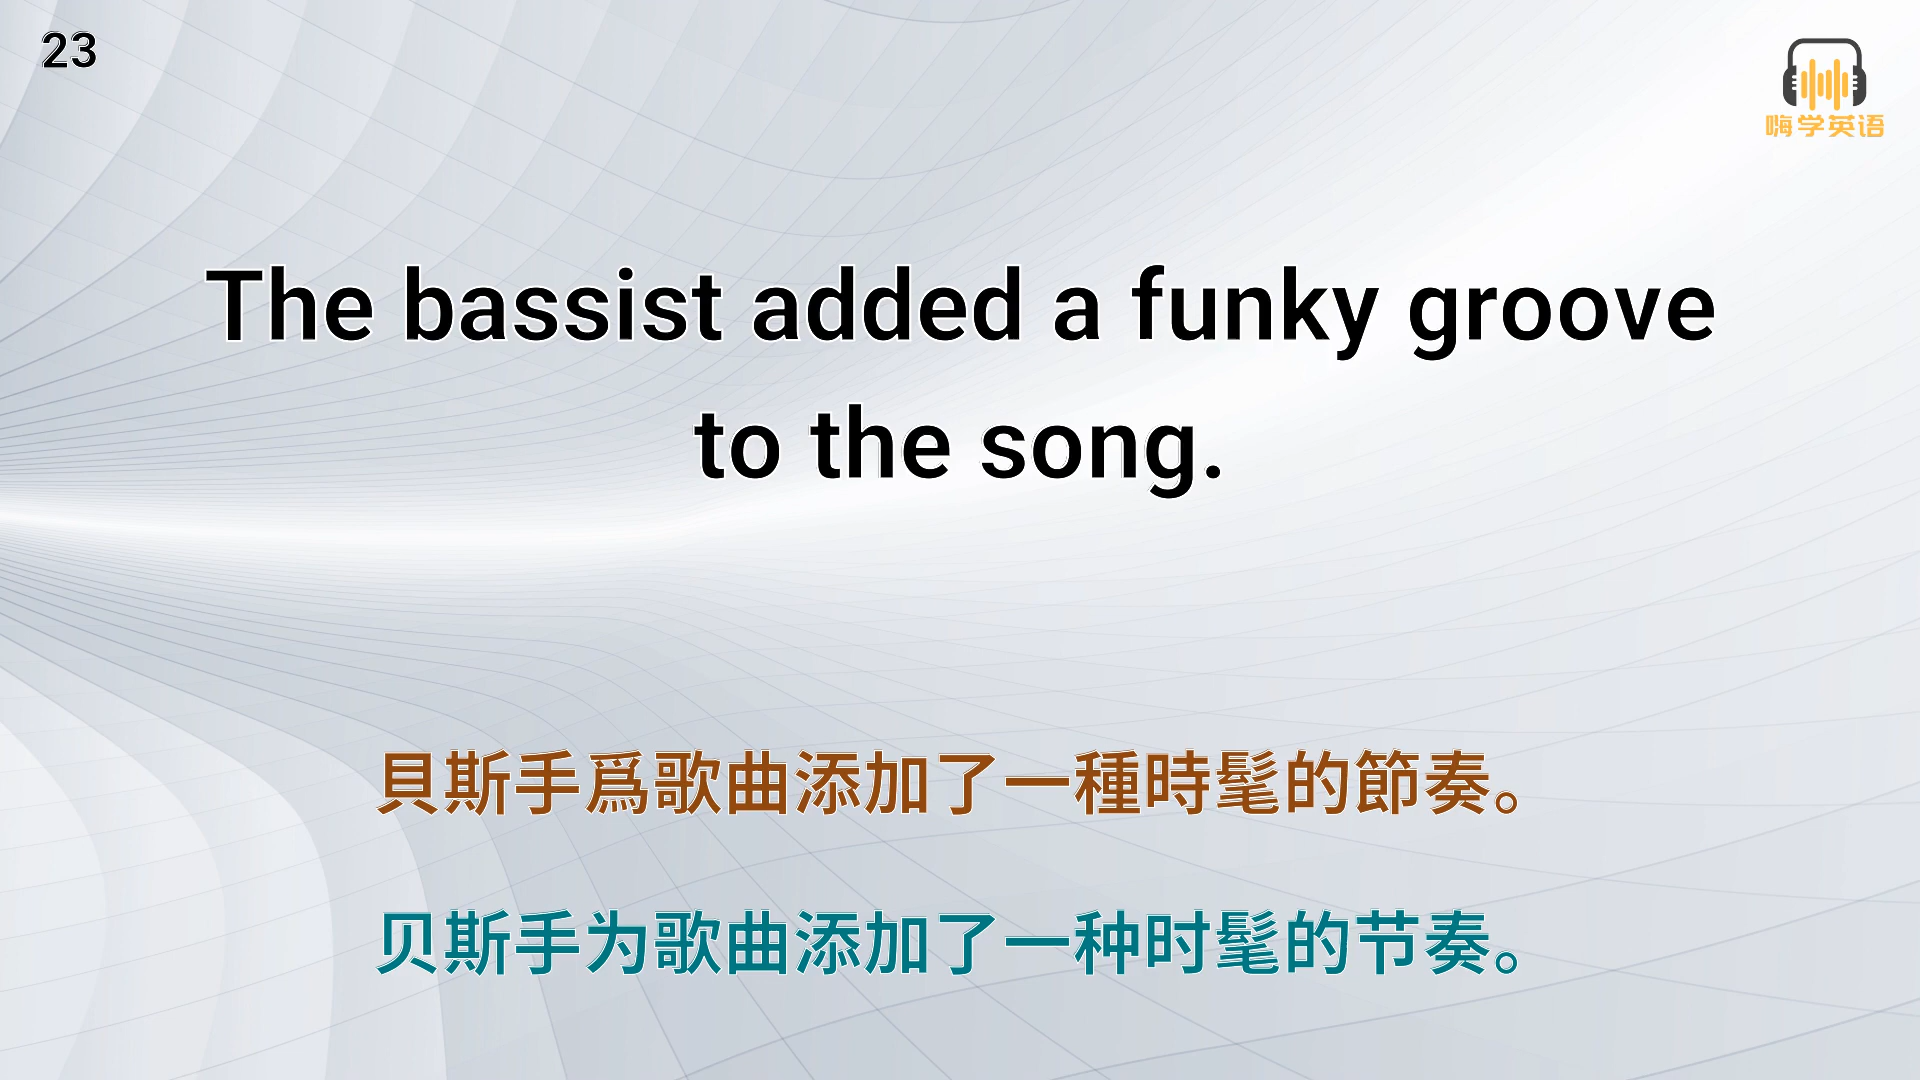 23
嗨学英语
The bassist added a funky groove
to the song.
貝斯手爲歌曲添加了一種時髦的節奏。
贝斯手为歌曲添加了一种时髦的节奏。